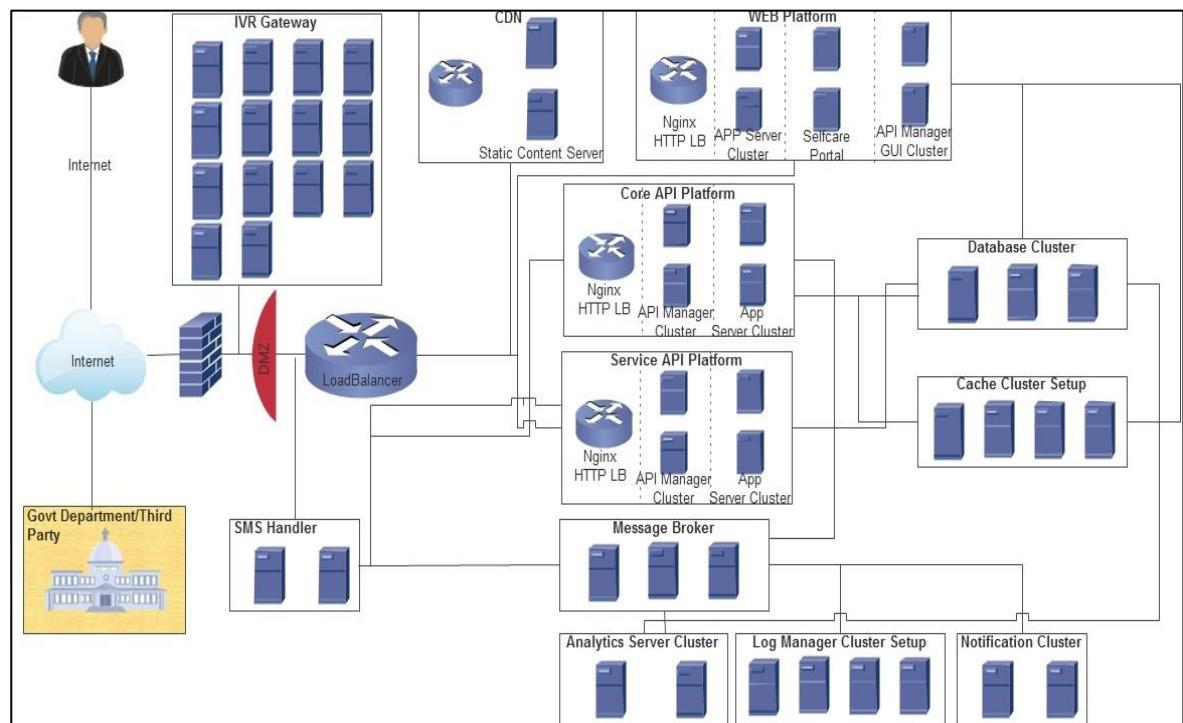 IVR Gateway
CDN
Static Content Server
WEB Platform
Nginx
HTTP LB
APP Server
Cluster
Selfcare
Portal
API Manager
GUI Cluster
Internet
Core API Platform
Nginx
HTTP LB
API Manager
Cluster
App
Server Cluster
Database Cluster
Internet
DMZ
LoadBalancer
Service API Platform
Nginx
HTTP LB
API Manager
Cluster
App
Server Cluster
Cache Cluster Setup
Govt Department/Third
Party
SMS Handler
Message Broker
Analytics Server Cluster
Log Manager Cluster Setup
Notification Cluster